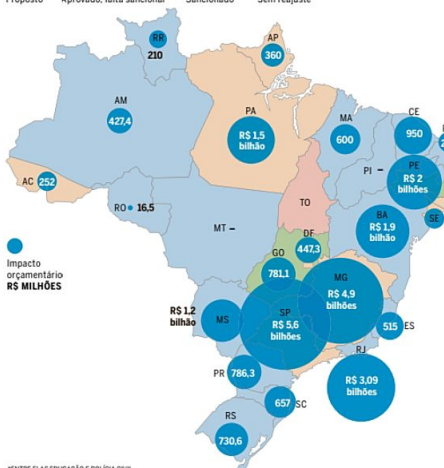 Proposto Aprovado, falta sancionar Sancionado Sem reajuste
RR
210
AP
360
AM
427,4
PA
R$ 1,5
bilhão
MA
600
CE
950
PI –
PE
R$ 2
bilhões
AC 252
RO 16,5
TO
SE
BA
R$ 1,9
bilhão
MT –
DF
447,3
GO
781,1
Impacto
orçamentário
R$ MILHÕES
MG
R$ 4,9
bilhões
R$ 1,2
bilhão
MS
SP
R$ 5,6
bilhões
515 ES
RJ
R$ 3,09
bilhões
PR 786,3
657 SC
RS
730,6